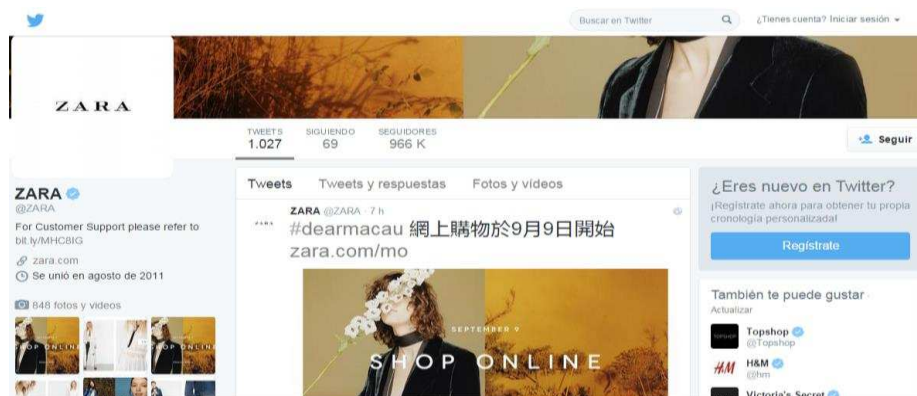 Buscar en Twitter
¿Tienes cuenta? Iniciar sesión
ZARA
TWEETS
1.027
SIGUIENDO
69
SEGUIDORES
966 K
Seguir
ZARA
@ZARA
For Customer Support please refer to
bit.ly/MHC8IG
zara.com
Se unió en agosto de 2011
848 fotos y videos
SHOP ONLINE
Tweets
Tweets y respuestas
Fotos y vídeos
ZARA @ZARA · 7 h
#dearmacau 網上購物於9月9日開始
zara.com/mo
SEPTEMBER 9
SHOP ONLINE
¿Eres nuevo en Twitter?
¡Regístrate ahora para obtener tu propia
cronología personalizada!
Regístrate
También te puede gustar ·
Actualizar
Topshop
@Topshop
H&M
H&M
@hm
Victoria's Secret